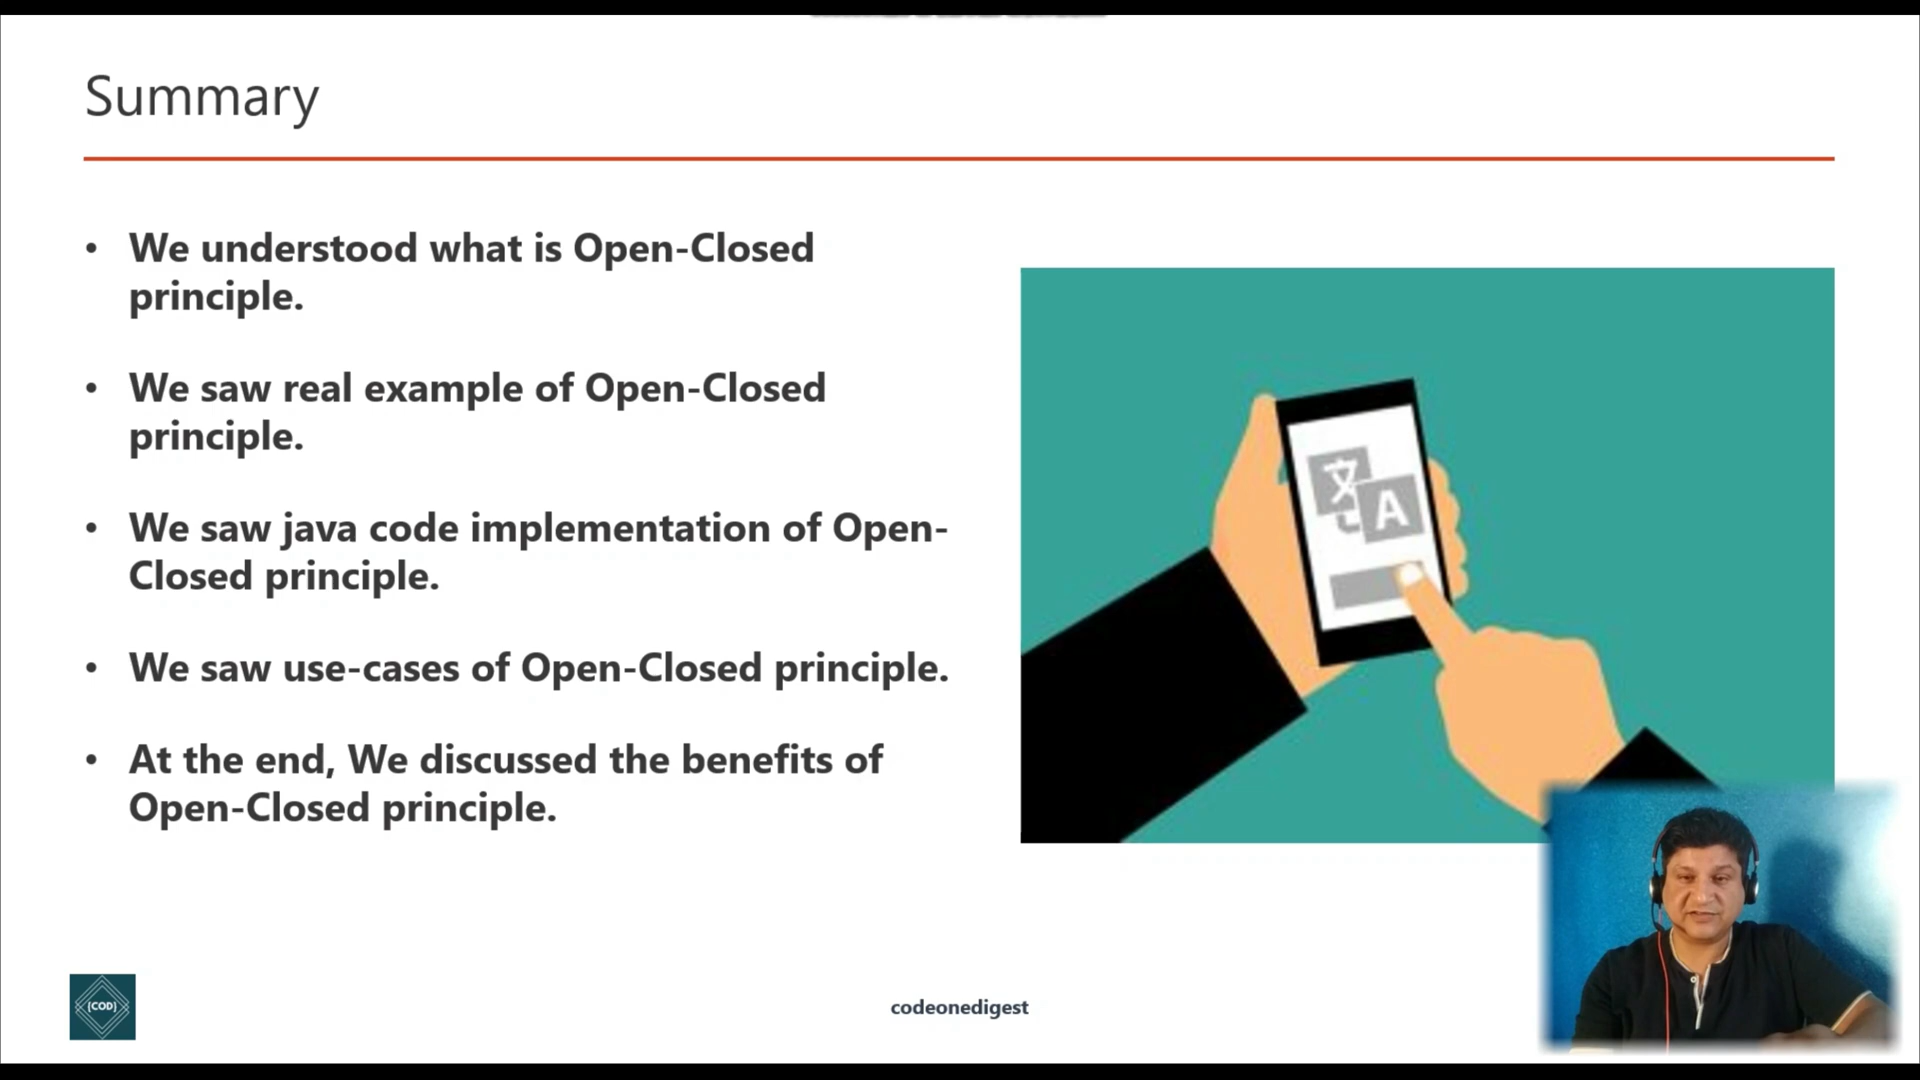 Summary
• We understood what is Open-Closed
principle.
• We saw real example of Open-Closed
principle.
• We saw java code implementation of Open-
Closed principle.
• We saw use-cases of Open-Closed principle.
• At the end, We discussed the benefits of
Open-Closed principle.
文
A
{COD}
codeonedigest